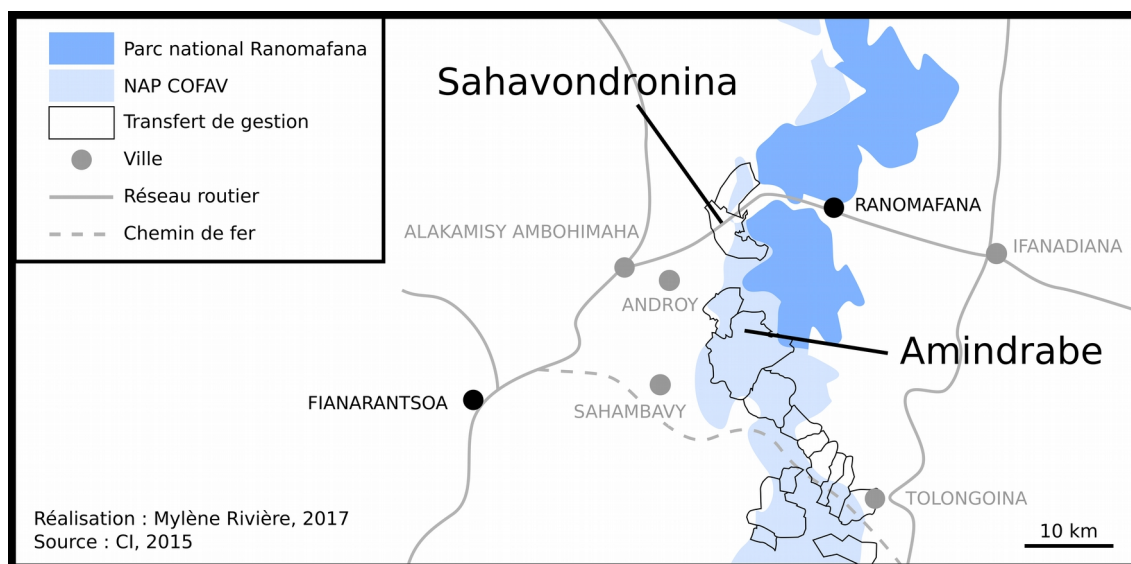 Parc national Ranomafana
NAP COFAV
Transfert de gestion
Ville
Réseau routier
Chemin de fer
Sahavondronina
RANOMAFANA
ALAKAMISY AMBOHIMAHA
IFANADIANA
ANDROY
Amindrabe
FIANARANTSOA
SAHAMBAVY
TOLONGOINA
Réalisation : Mylène Rivière, 2017
Source : CI, 2015
10 km